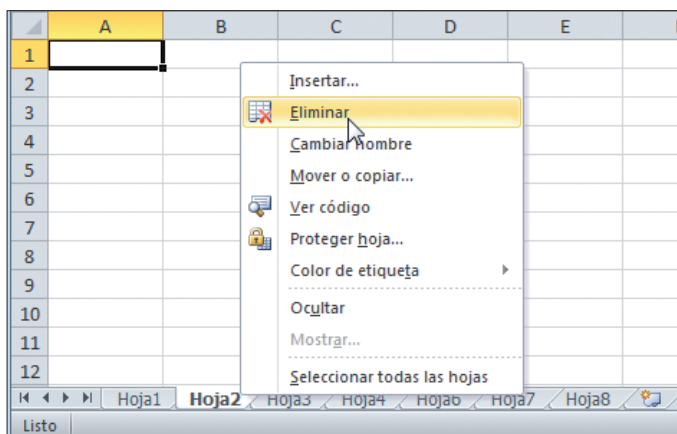 A B C D E
1
2
3
4
5
6
7
8
9
10
11
12
Insertar...
Eliminar
Cambiar nombre
Mover o copiar...
Ver código
Proteger hoja...
Color de etiqueta
Ocultar
Mostrar...
Seleccionar todas las hojas
Hoja1 Hoja2 Hoja3 Hoja4 Hoja6 Hoja7 Hoja8
Listo